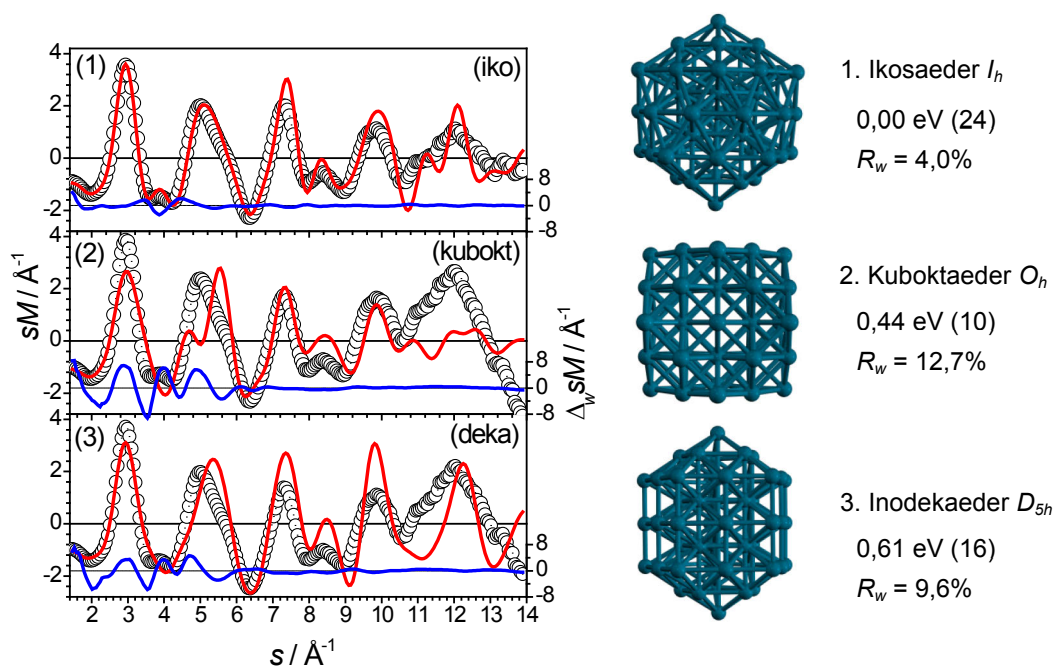 (1) (iko)
(2) (kubokt)
(3) (deka)
4
2
0
-2
4
2
0
-2
4
2
0
-2
8
0
-8
8
0
-8
8
0
-8
sM / Å⁻¹
Δ_w sM / Å⁻¹
2 3 4 5 6 7 8 9 10 11 12 13 14
s / Å⁻¹
1. Ikosaeder I_h
0,00 eV (24)
R_w = 4,0%
2. Kuboktaeder O_h
0,44 eV (10)
R_w = 12,7%
3. Inodekaeder D_5h
0,61 eV (16)
R_w = 9,6%